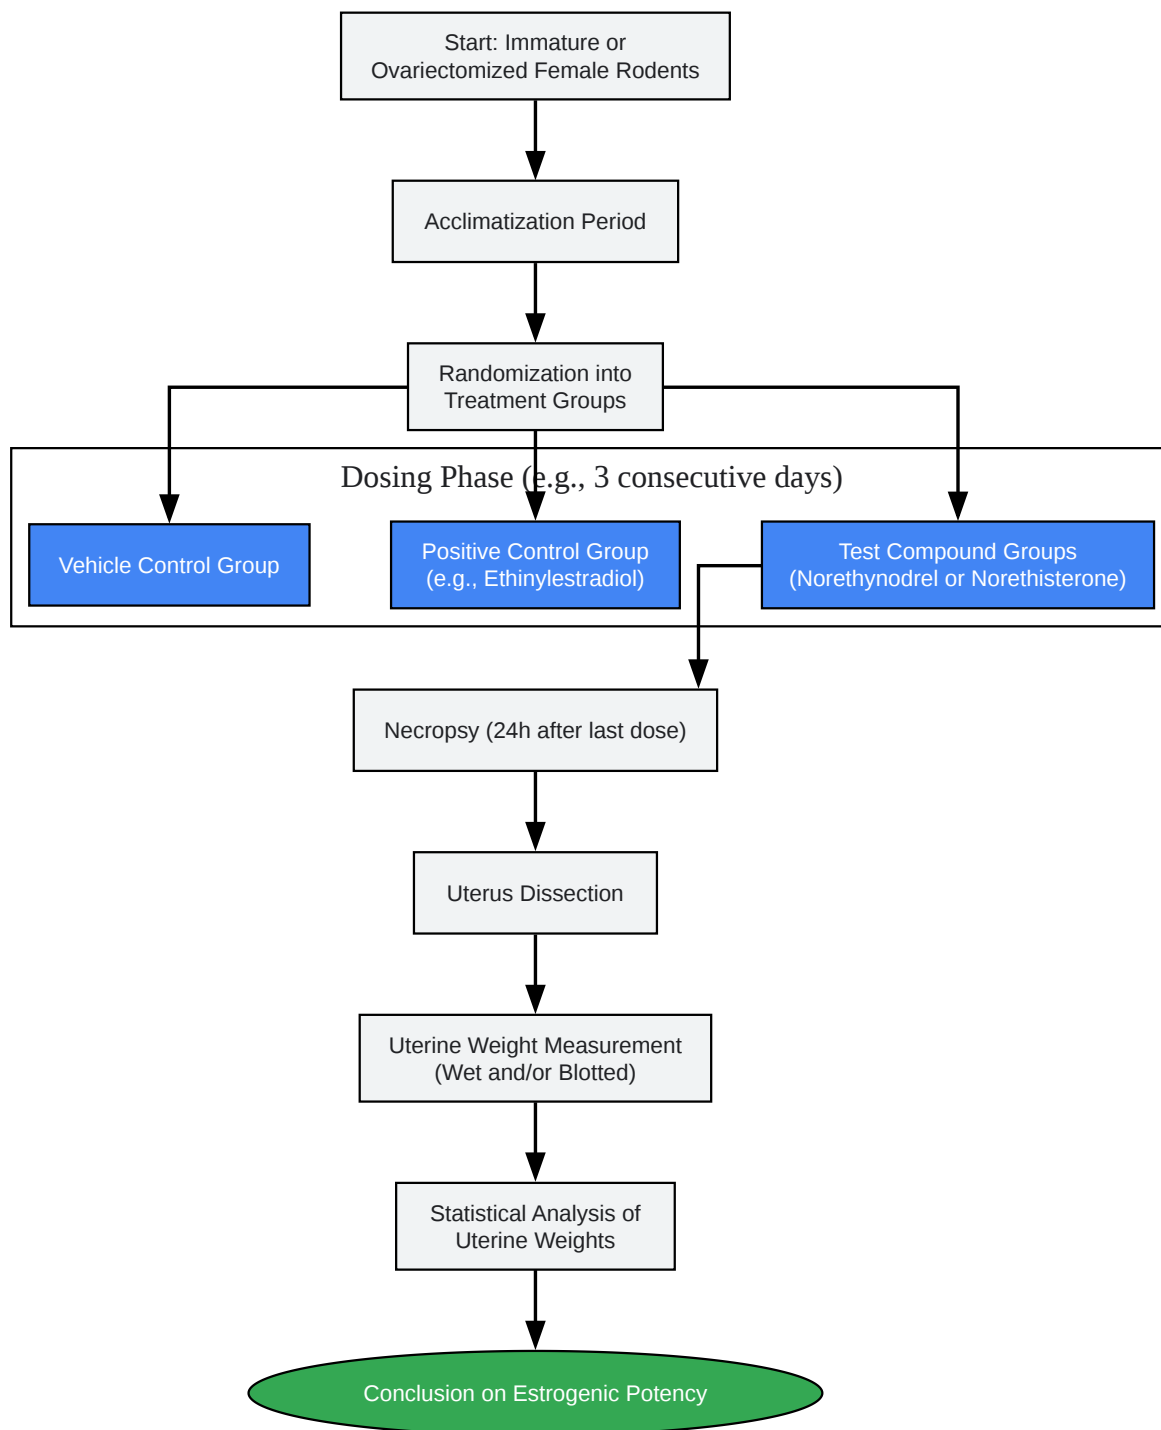 Start: Immature or
Ovariectomized Female Rodents
Acclimatization Period
Randomization into
Treatment Groups
Dosing Phase (e.g., 3 consecutive days)
Vehicle Control Group
Positive Control Group
(e.g., Ethinylestradiol)
Test Compound Groups
(Norethynodrel or Norethisterone)
Necropsy (24h after last dose)
Uterus Dissection
Uterine Weight Measurement
(Wet and/or Blotted)
Statistical Analysis of
Uterine Weights
Conclusion on Estrogenic Potency